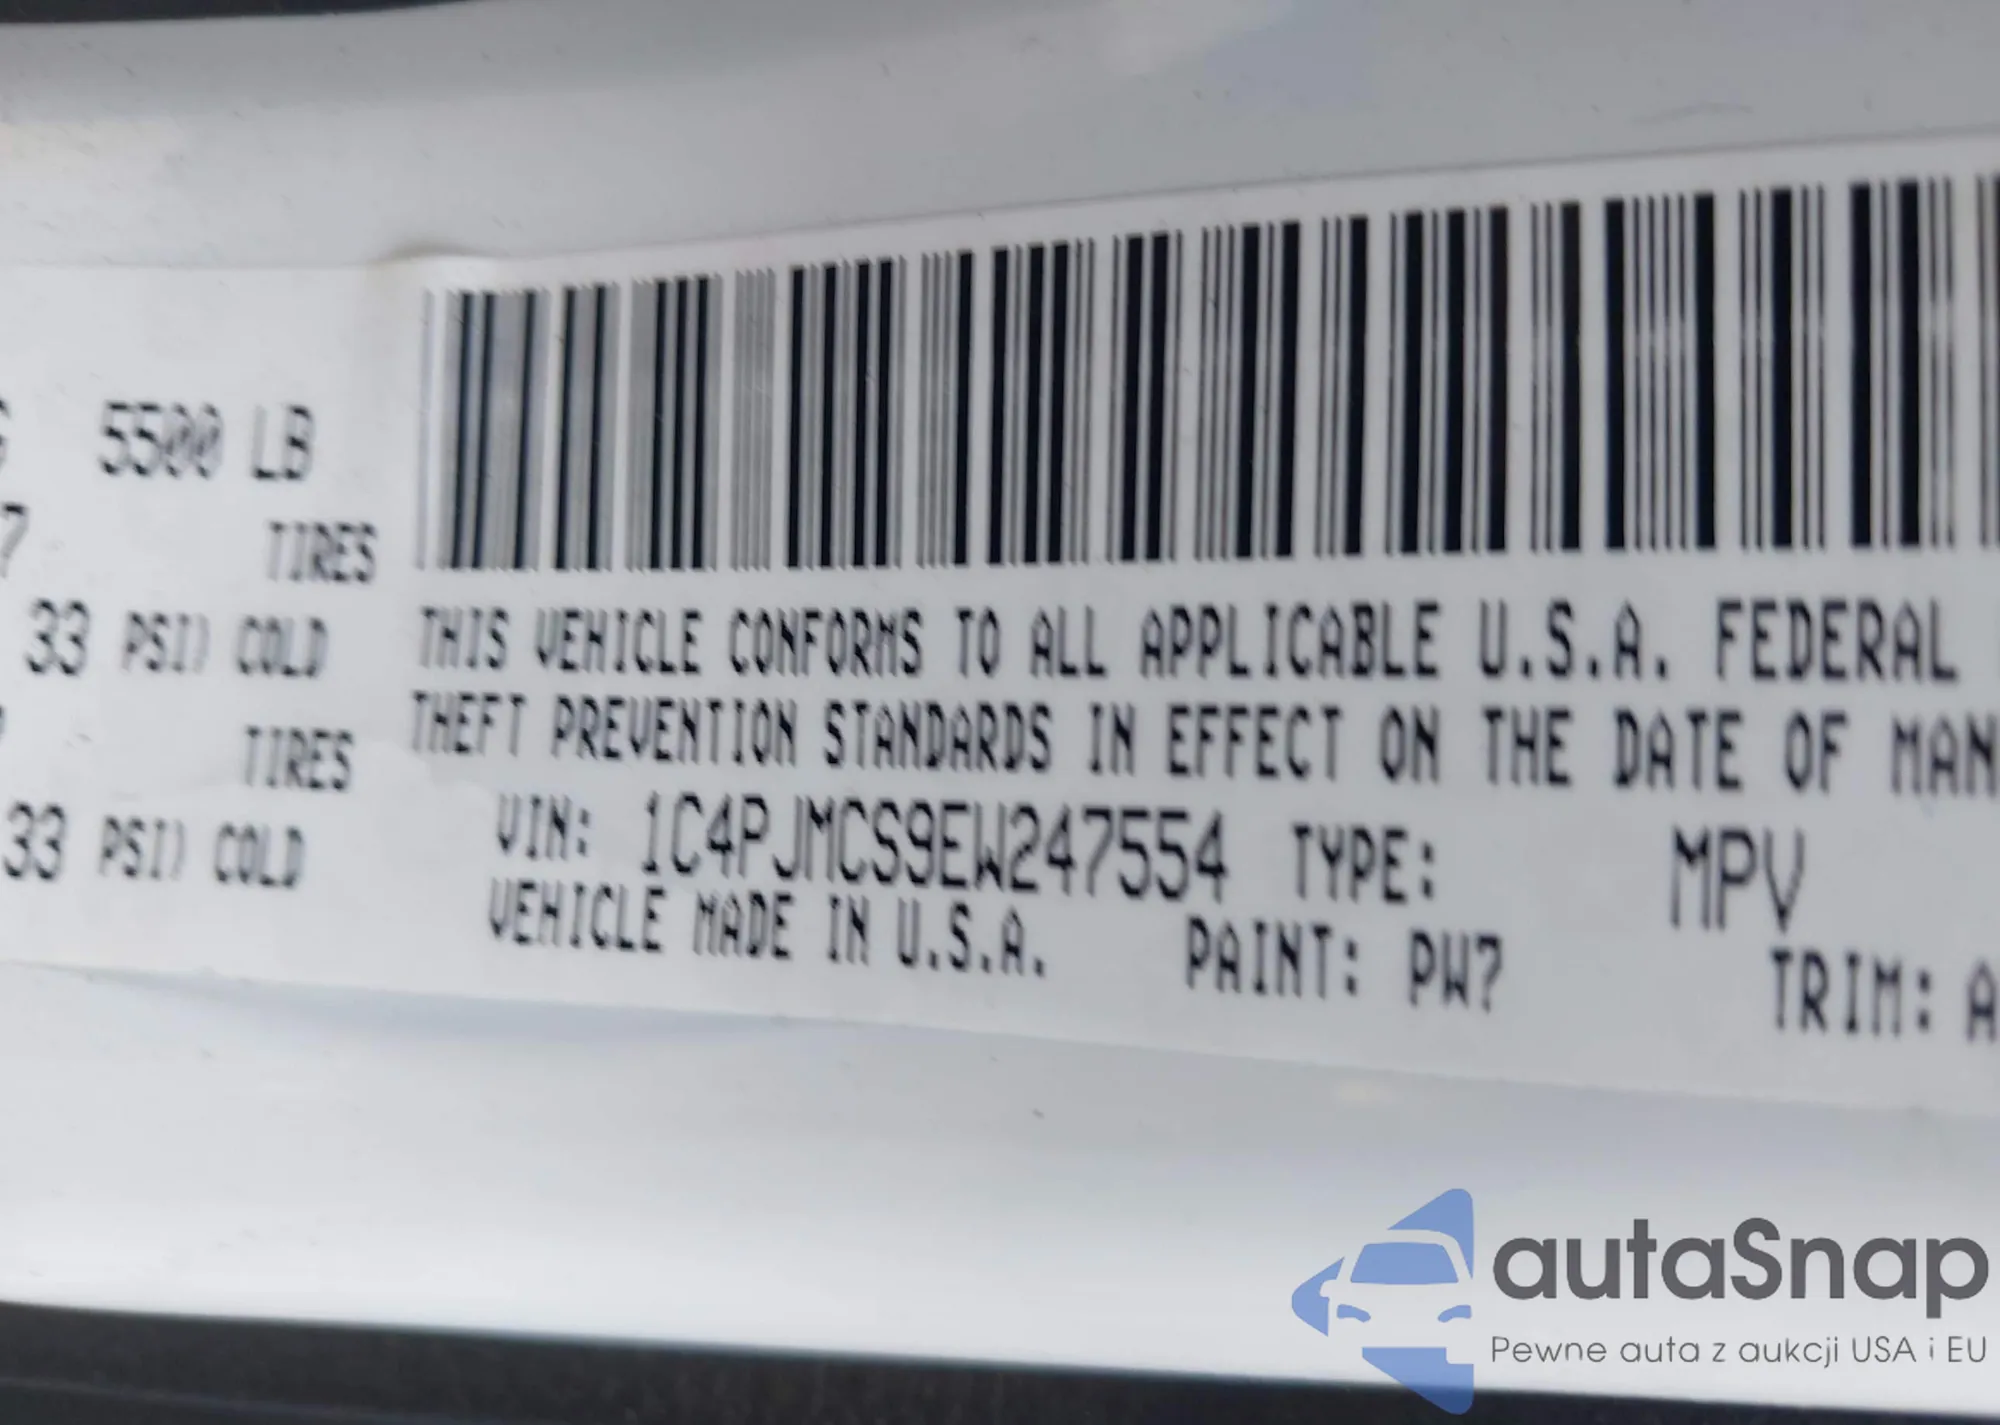 5500 LB
TIRES
33 PSI) COLD
TIRES
33 PSI) COLD
THIS VEHICLE CONFORMS TO ALL APPLICABLE U.S.A. FEDERAL
THEFT PREVENTION STANDARDS IN EFFECT ON THE DATE OF MAN
VIN: 1C4PJMCS9EW247554 TYPE: MPV
VEHICLE MADE IN U.S.A. PAINT: PW7 TRIM: A
autaSnap
Pewne auta z aukcji USA i EU